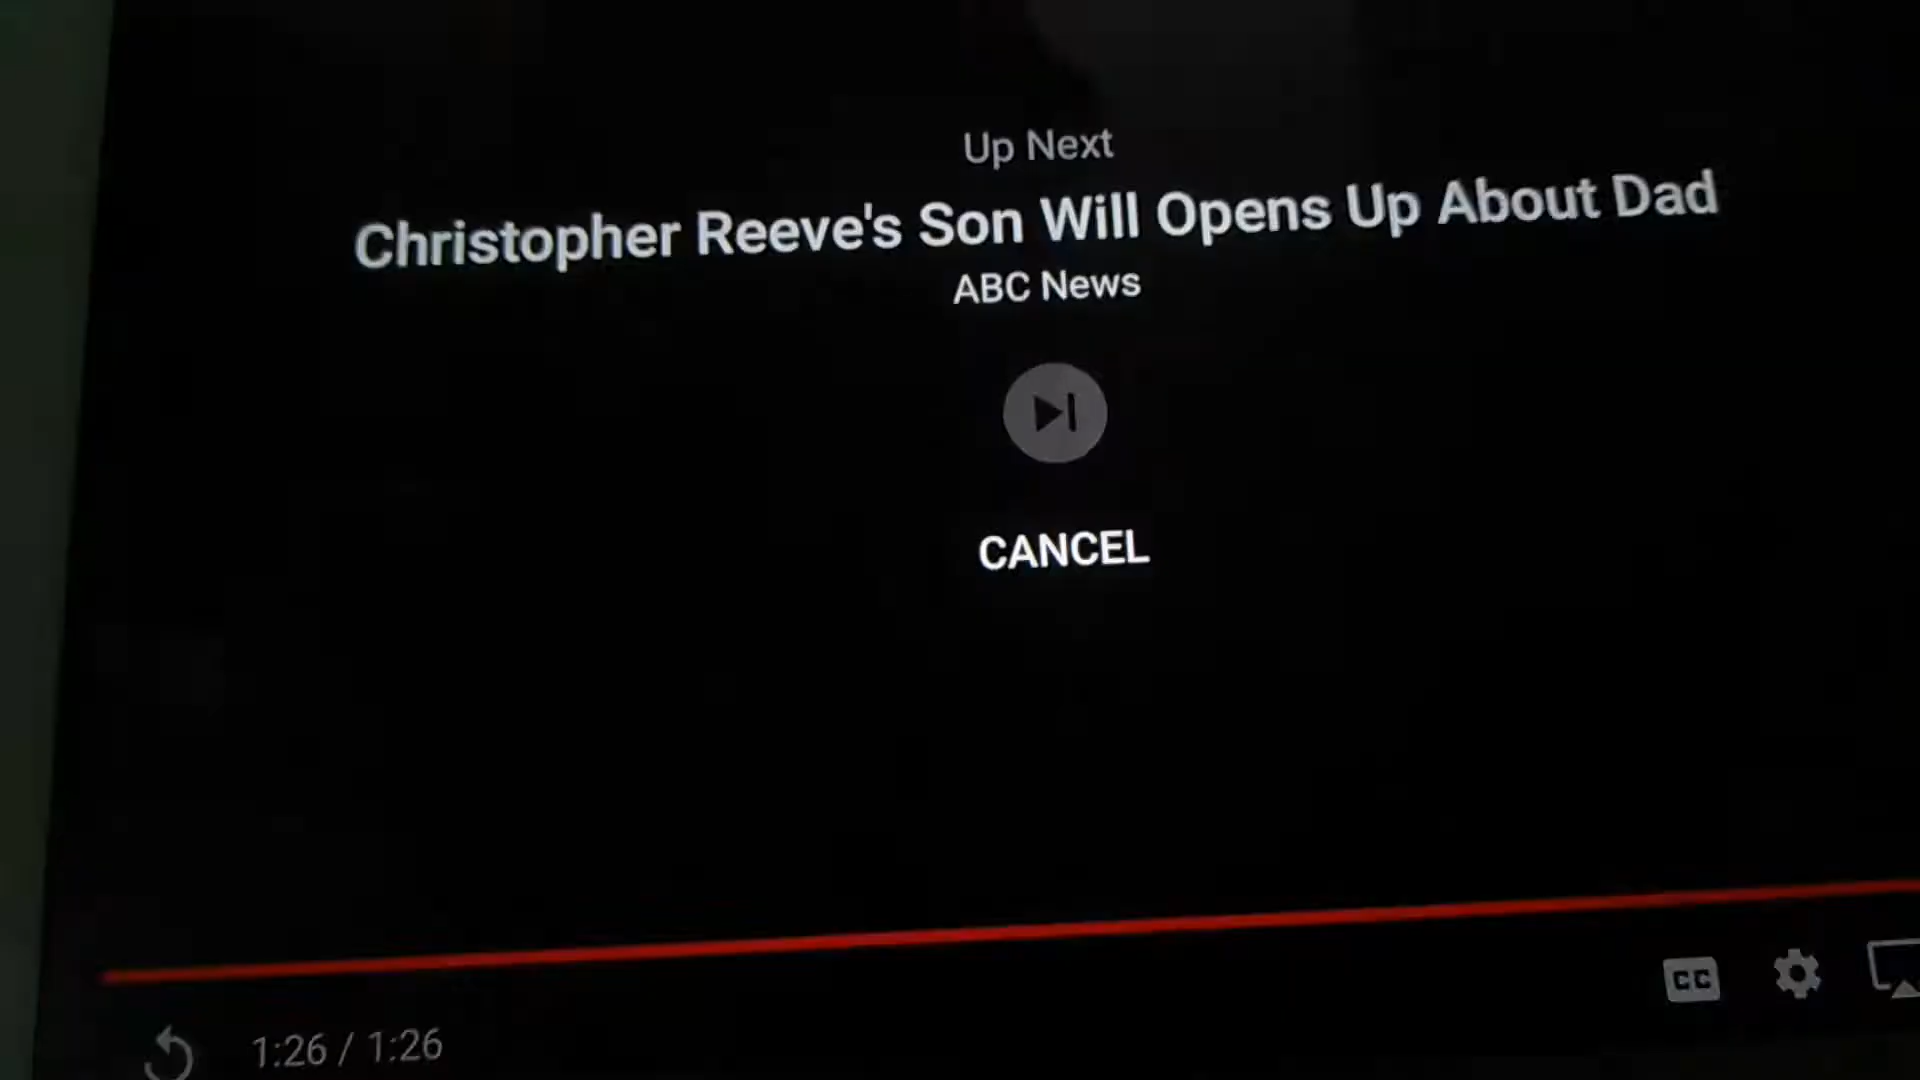 Up Next
Christopher Reeve's Son Will Opens Up About Dad
ABC News
CANCEL
CC
1:26 / 1:26